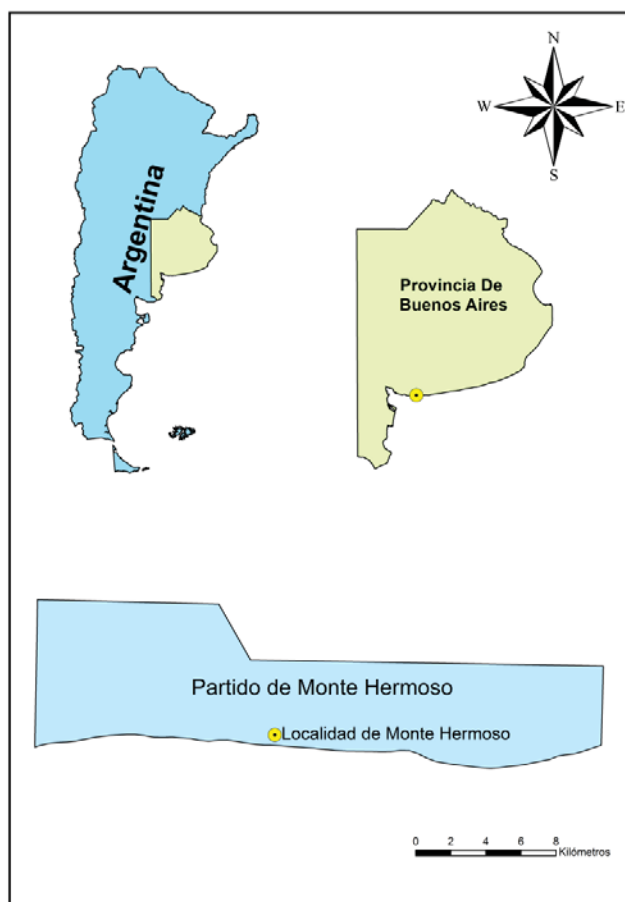 N
W E
S
Argentina
Provincia De
Buenos Aires
Partido de Monte Hermoso
Localidad de Monte Hermoso
0 2 4 6 8
Kilómetros